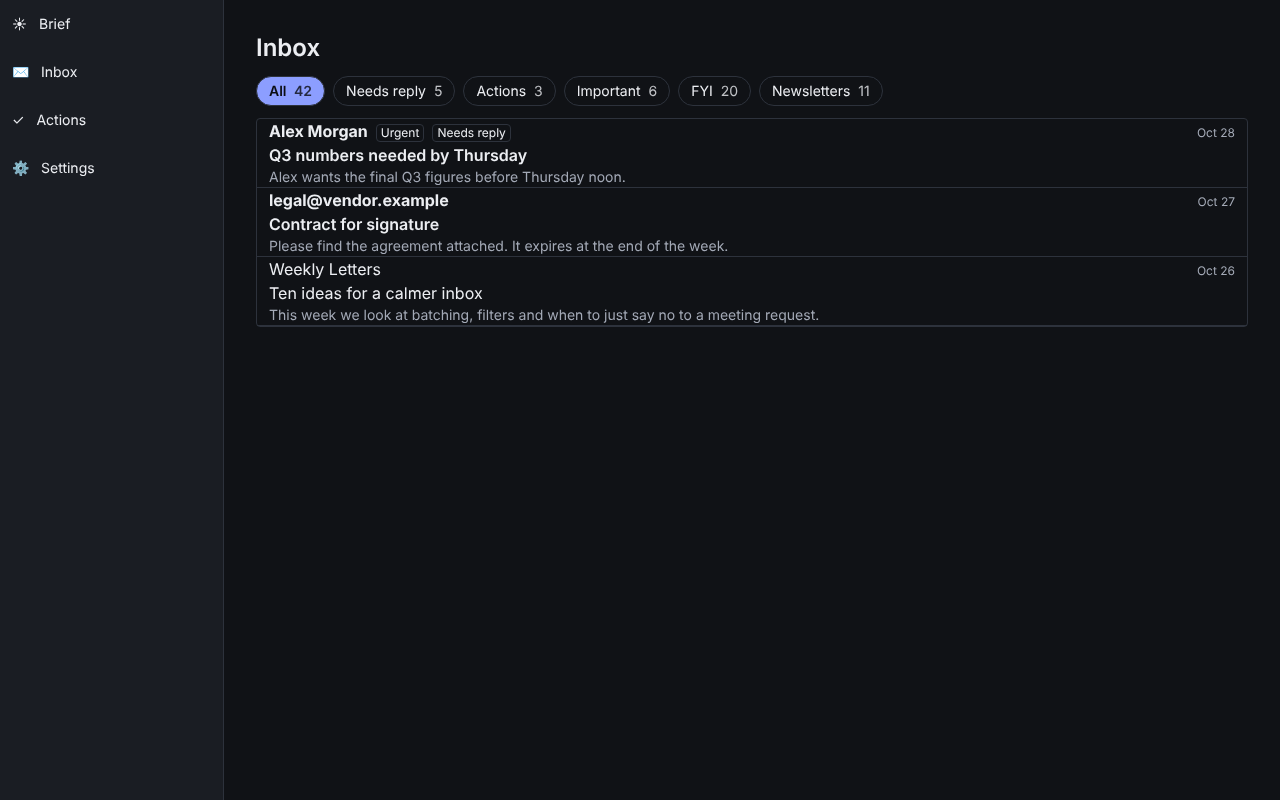 Brief
Inbox
Actions
Settings
Inbox
All 42 Needs reply 5 Actions 3 Important 6 FYI 20 Newsletters 11
Alex Morgan Urgent Needs reply Oct 28
Q3 numbers needed by Thursday
Alex wants the final Q3 figures before Thursday noon.
legal@vendor.example Oct 27
Contract for signature
Please find the agreement attached. It expires at the end of the week.
Weekly Letters Oct 26
Ten ideas for a calmer inbox
This week we look at batching, filters and when to just say no to a meeting request.